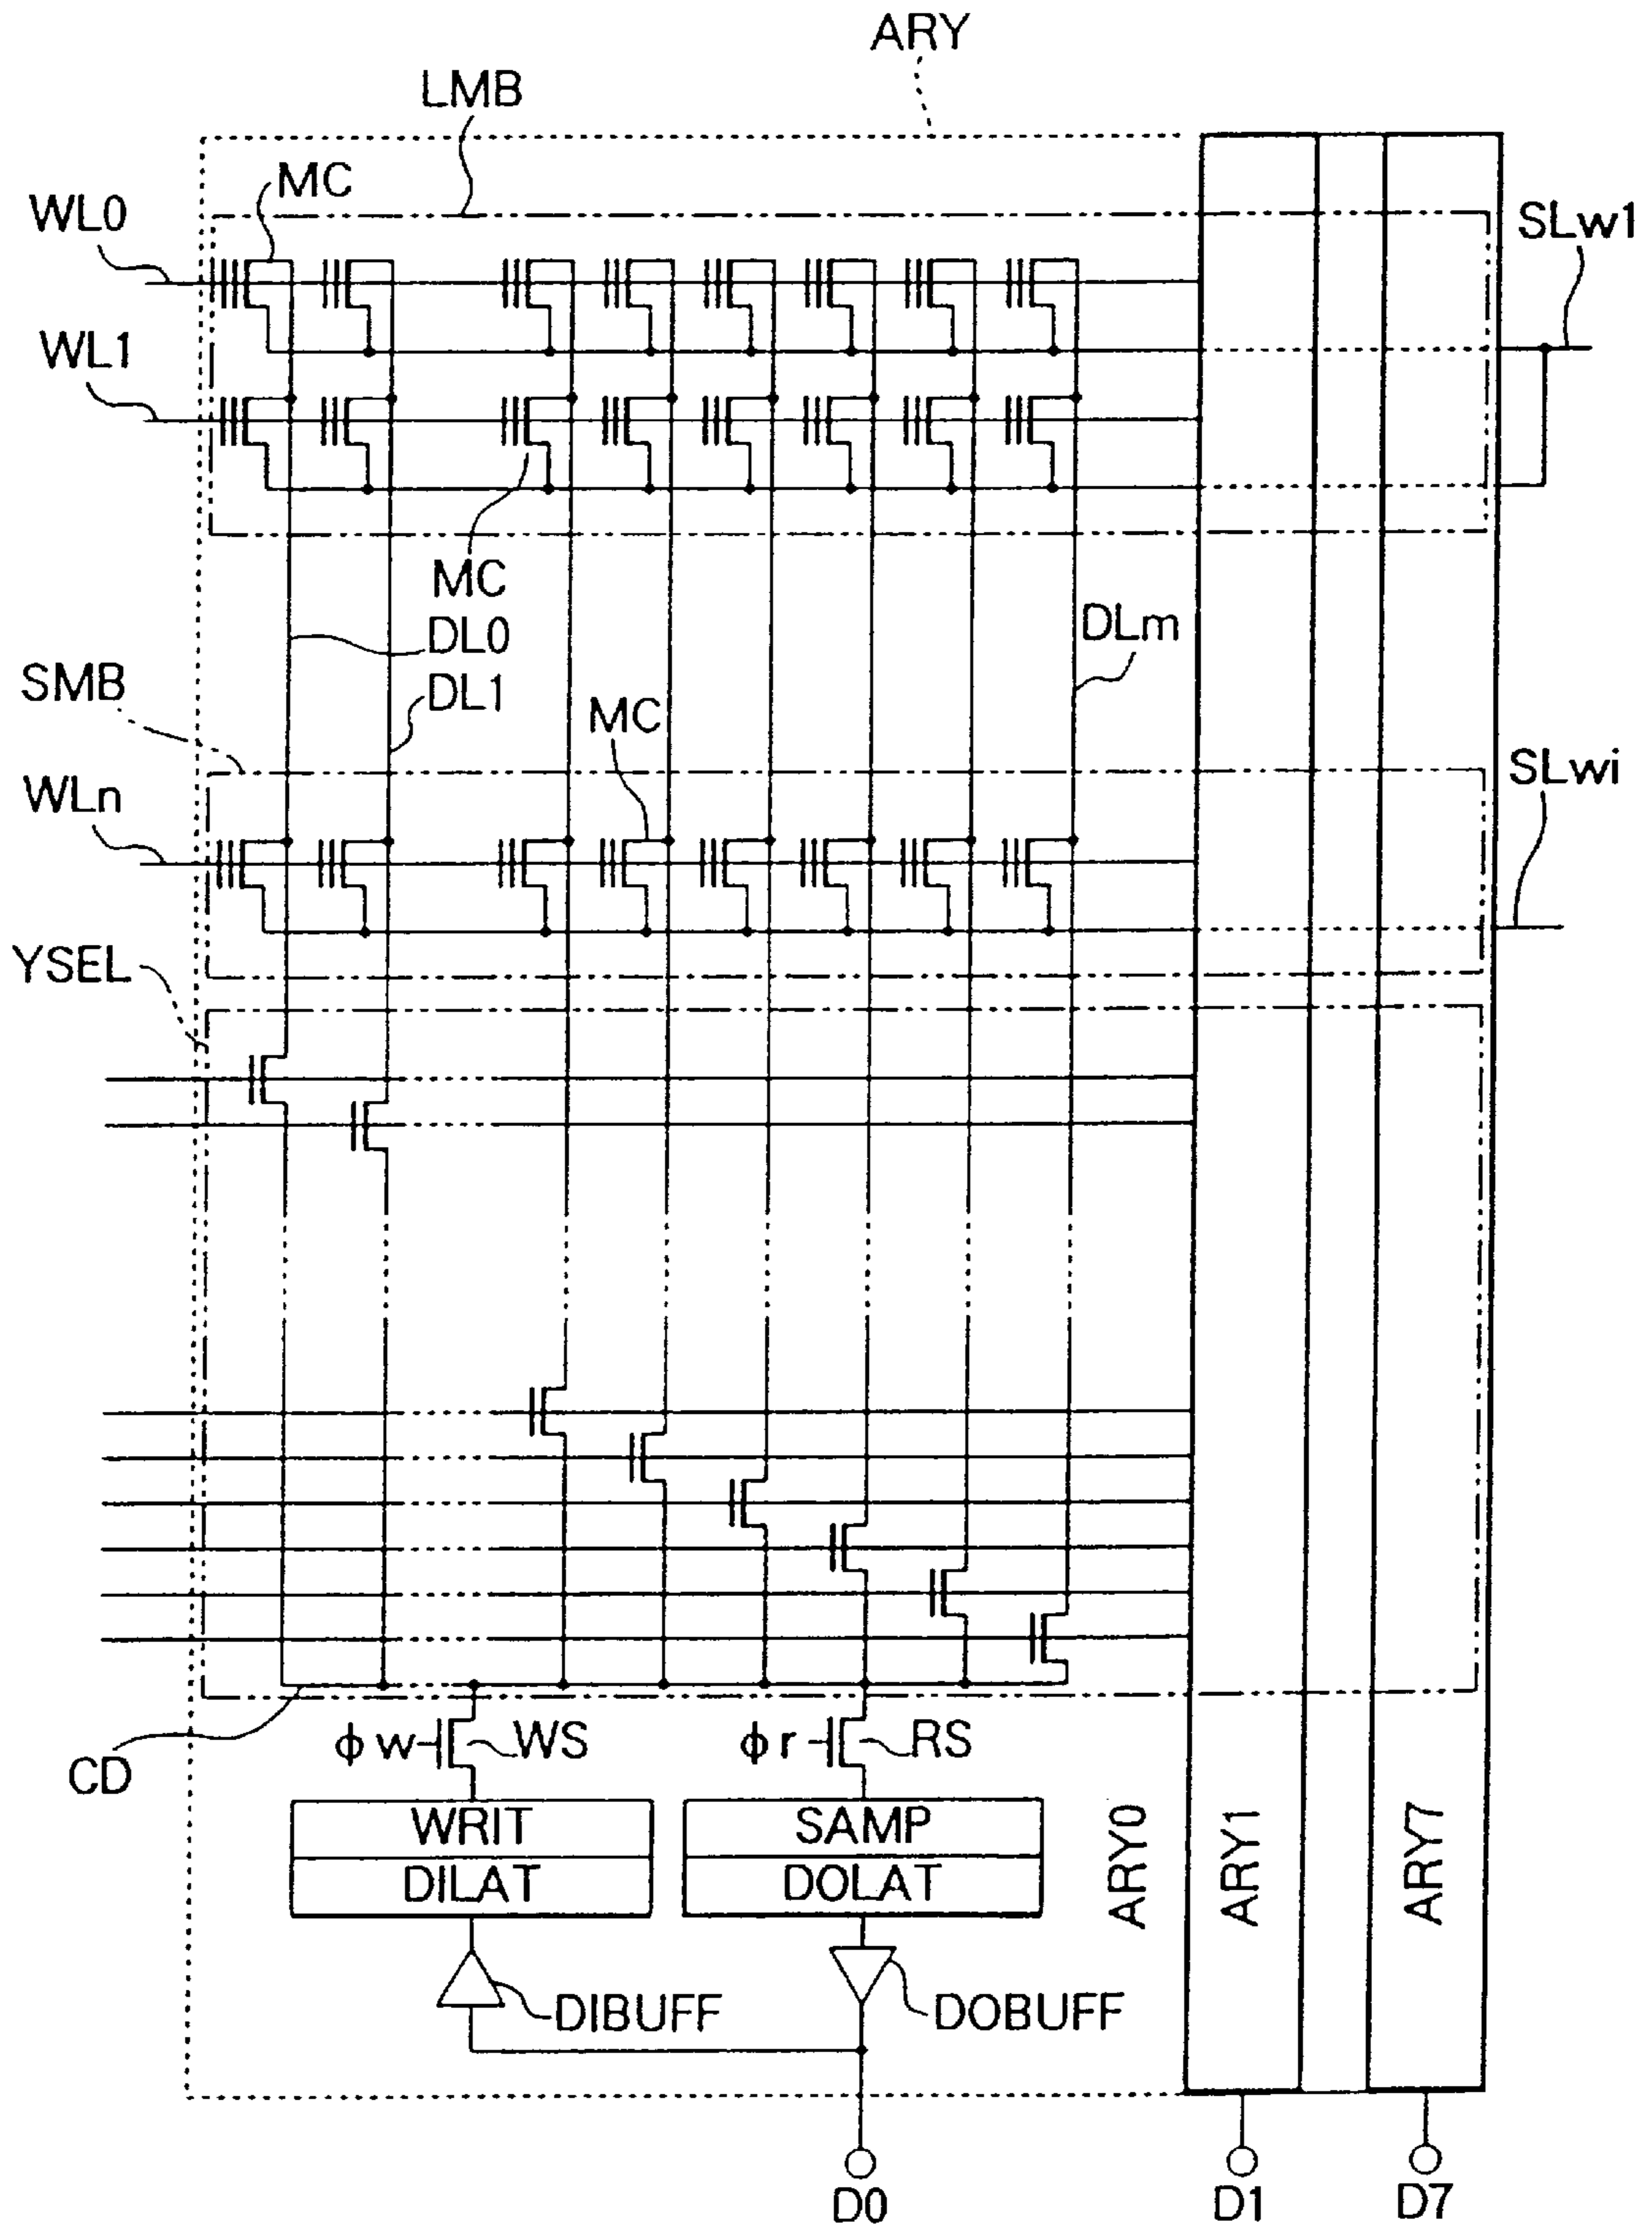 ARY
LMB
MC
WL0
SLw1
WL1
MC
DL0
DLm
SMB
DL1
MC
SLwi
WLn
YSEL
ϕw
WS
ϕr
RS
CD
WRIT
SAMP
DILAT
DOLAT
ARY0
ARY1
ARY7
DIBUFF
DOBUFF
D0
D1
D7